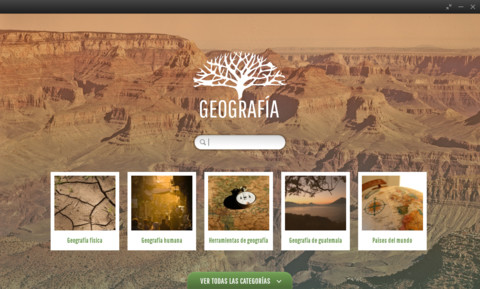 GEOGRAFÍA
Geografía física
Geografía humana
Herramientas de geografía
Geografía de guatemala
Países del mundo
VER TODAS LAS CATEGORÍAS